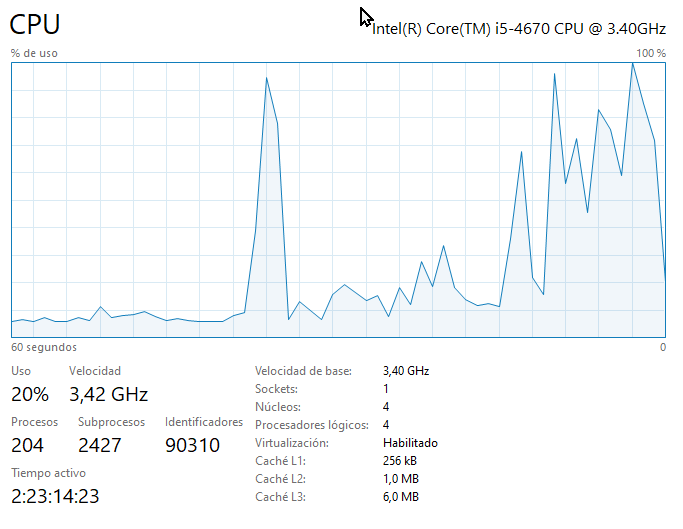 CPU
Intel(R) Core(TM) i5-4670 CPU @ 3.40GHz
% de uso
100 %
60 segundos
0
Uso
Velocidad
20%
3,42 GHz
Procesos
Subprocesos
Identificadores
204
2427
90310
Tiempo activo
2:23:14:23
Velocidad de base: 3,40 GHz
Sockets: 1
Núcleos: 4
Procesadores lógicos: 4
Virtualización: Habilitado
Caché L1: 256 kB
Caché L2: 1,0 MB
Caché L3: 6,0 MB